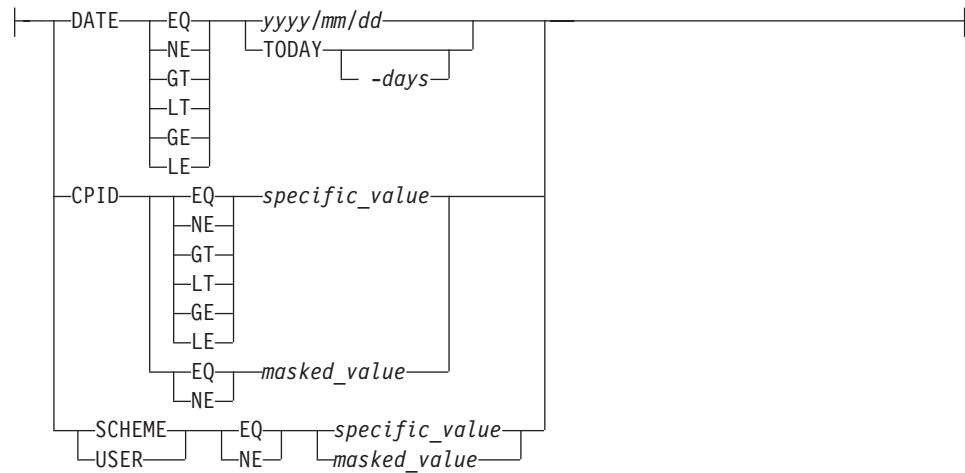 DATE EQ yyyy/mm/dd
NE TODAY
GT -days
LT
GE
LE
CPID EQ specific_value
NE
GT
LT
GE
LE
EQ masked_value
NE
SCHEME EQ specific_value
USER NE masked_value